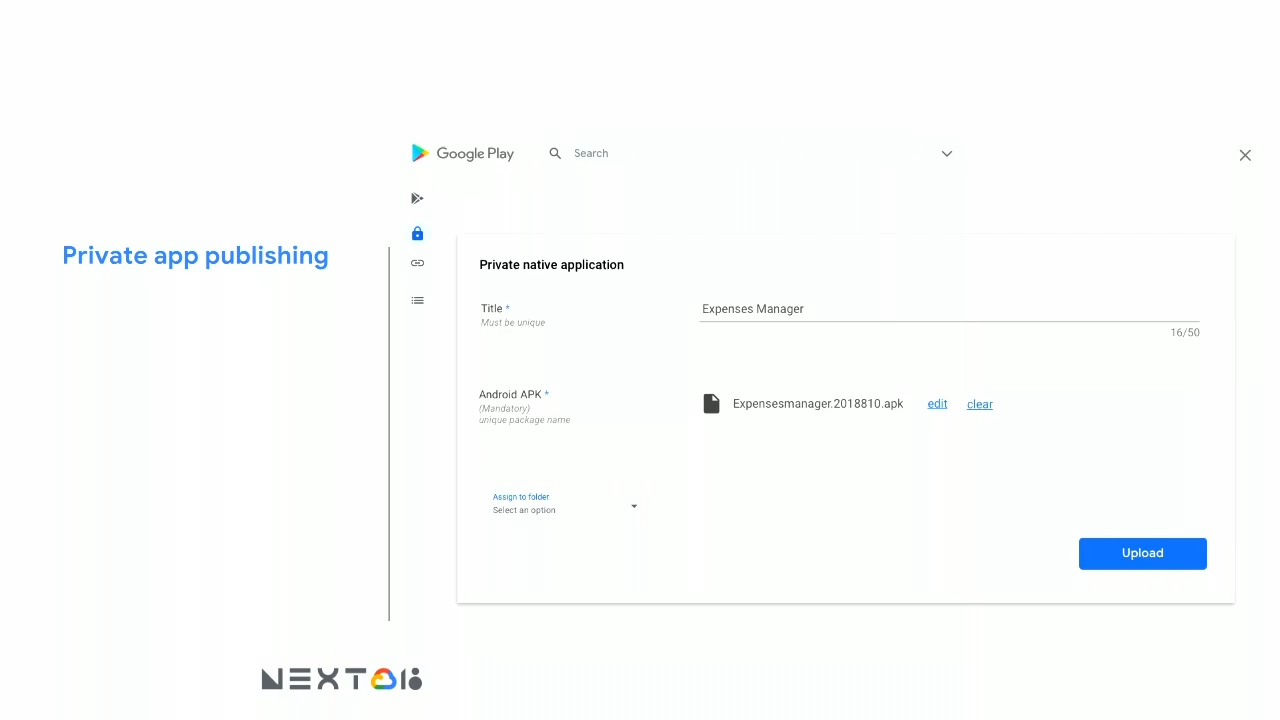 Google Play
Search
Private app publishing
Private native application
Title *
Must be unique
Expenses Manager
16/50
Android APK *
(Mandatory)
unique package name
Expensesmanager.2018810.apk
edit
clear
Assign to folder
Select an option
Upload
NEXT 18